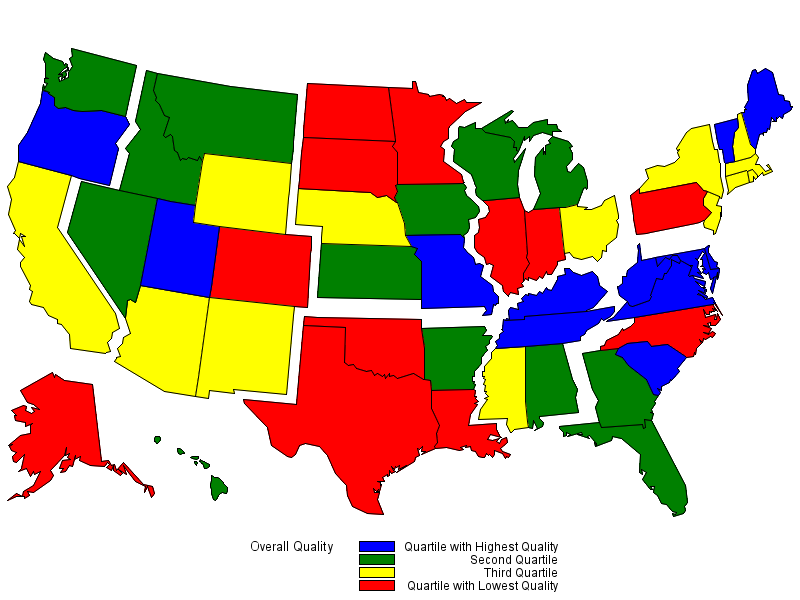 Overall Quality
Quartile with Highest Quality
Second Quartile
Third Quartile
Quartile with Lowest Quality